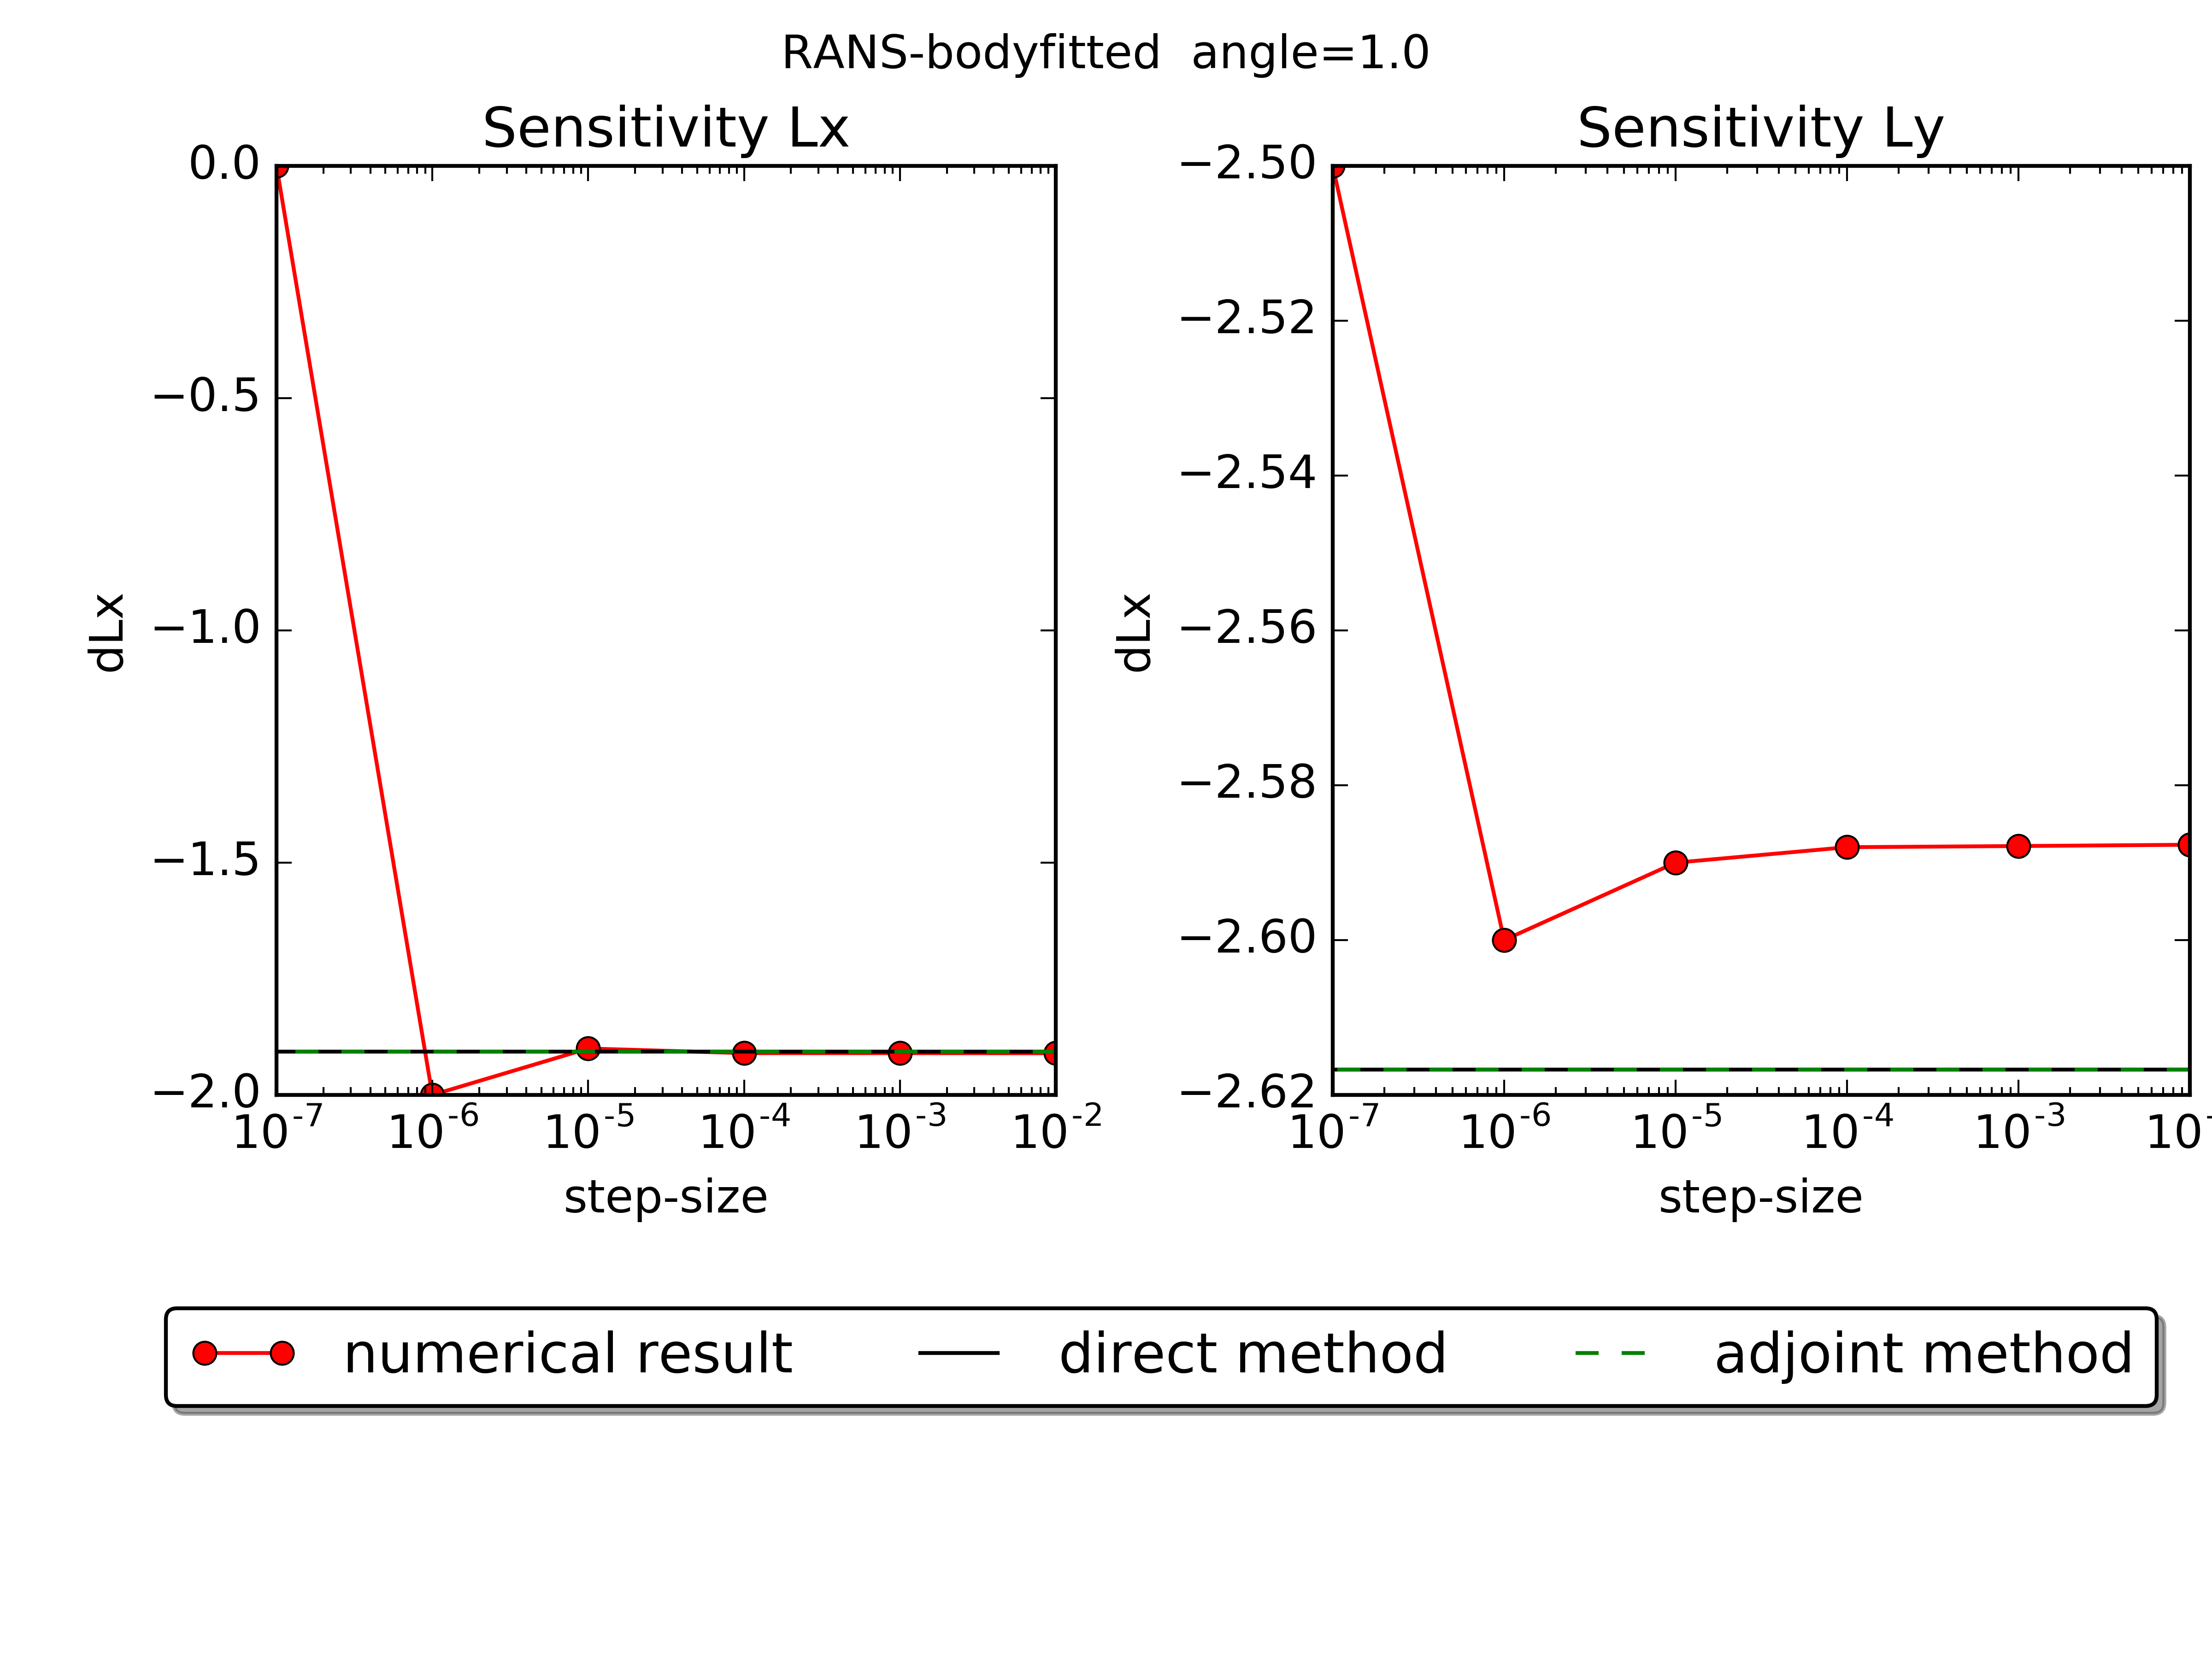 RANS-bodyfitted  angle=1.0
Sensitivity Lx
0.0
−0.5
−1.0
−1.5
−2.0
dLx
10^-7 10^-6 10^-5 10^-4 10^-3 10^-2
step-size
Sensitivity Ly
−2.50
−2.52
−2.54
−2.56
−2.58
−2.60
−2.62
dLx
10^-7 10^-6 10^-5 10^-4 10^-3 10^-
step-size
numerical result direct method adjoint method